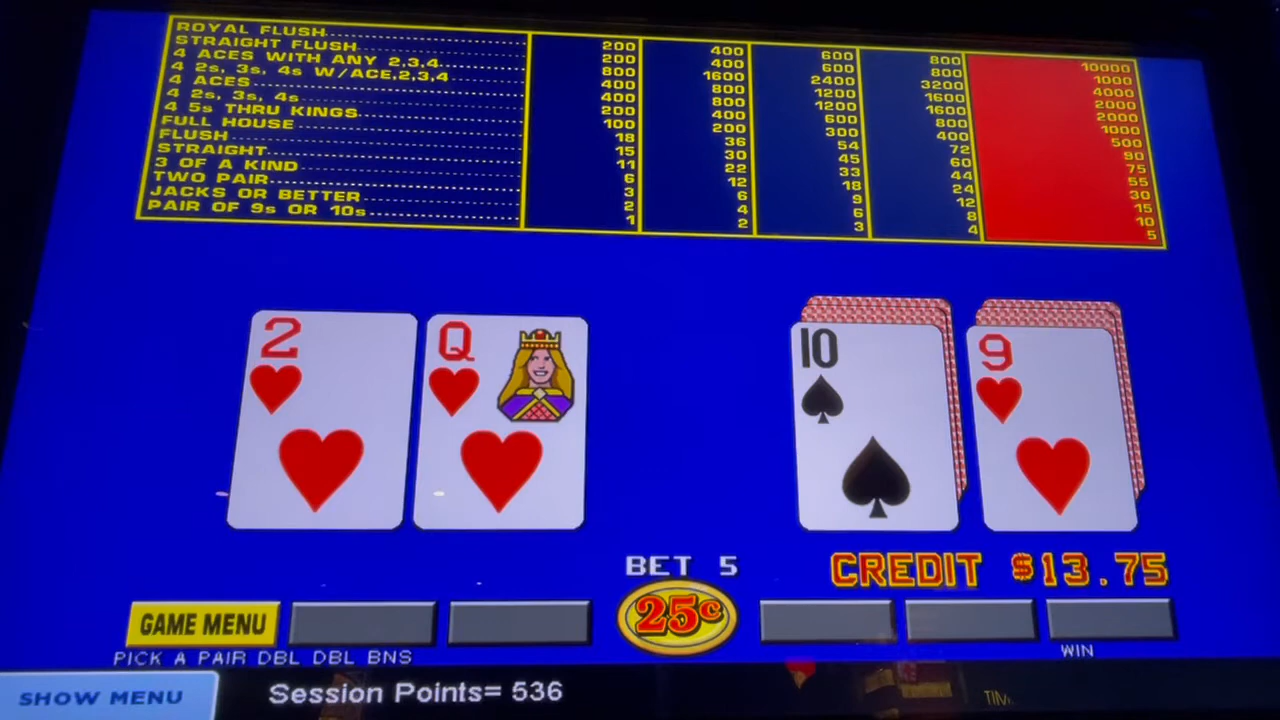 ROYAL FLUSH 200 400 600 800 10000
STRAIGHT FLUSH 200 400 600 800 1000
4 ACES WITH ANY 2,3,4 800 1600 2400 3200 4000
4 2s, 3s, 4s W/ACE,2,3,4 400 800 1200 1600 2000
4 ACES 400 800 1200 1600 2000
4 2s, 3s, 4s 200 400 600 800 1000
4 5s THRU KINGS 100 200 300 400 500
FULL HOUSE 18 36 54 72 90
FLUSH 15 30 45 60 75
STRAIGHT 11 22 33 44 55
3 OF A KIND 6 12 18 24 30
TWO PAIR 3 6 9 12 15
JACKS OR BETTER 2 4 6 8 10
PAIR OF 9s OR 10s 1 2 3 4 5
2 Q 10 9
BET 5
CREDIT $13.75
25¢
GAME MENU
PICK A PAIR DBL DBL BNS
WIN
SHOW MENU
Session Points= 536